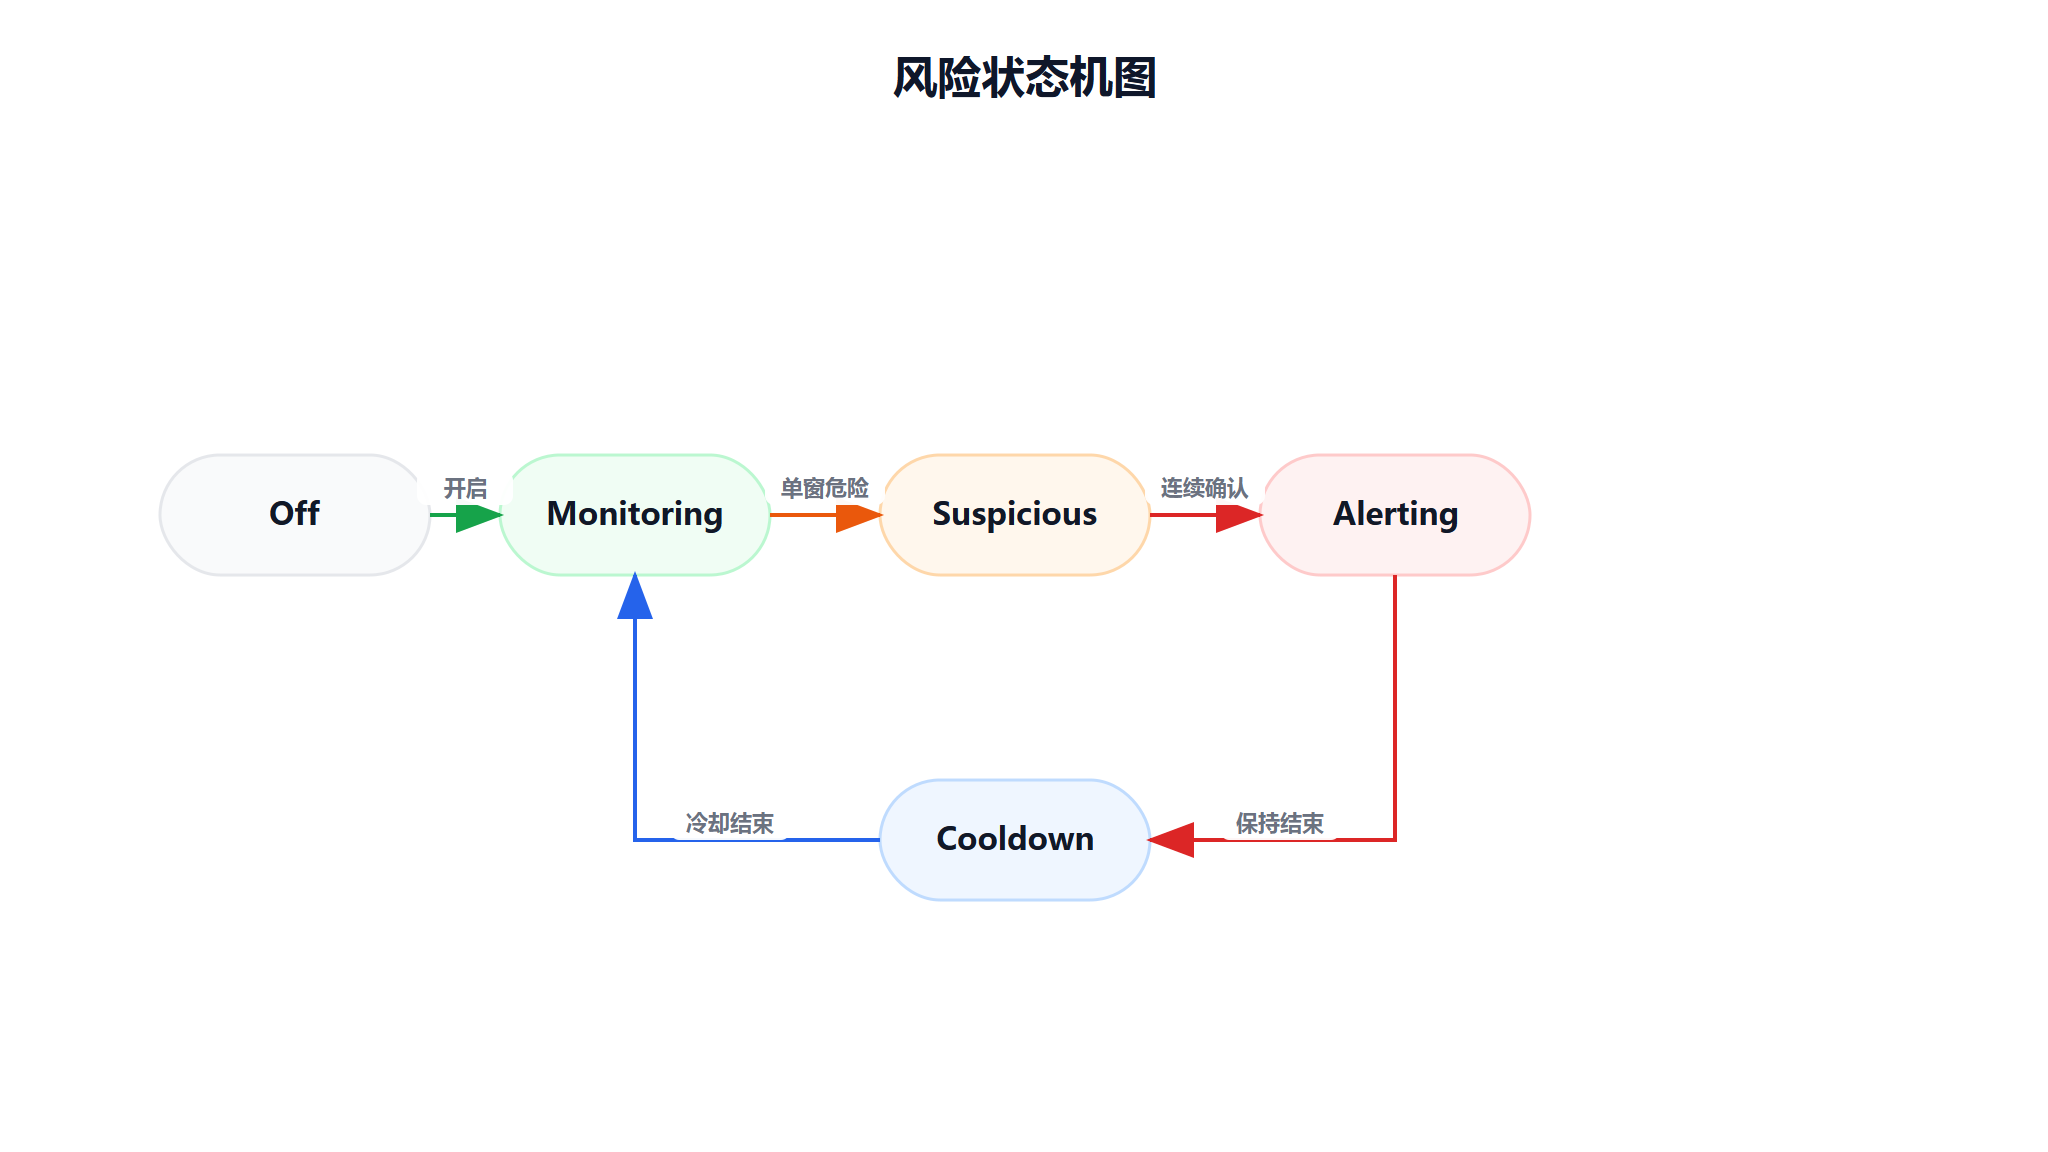 风险状态机图
开启
单窗危险
连续确认
Off
Monitoring
Suspicious
Alerting
冷却结束
保持结束
Cooldown